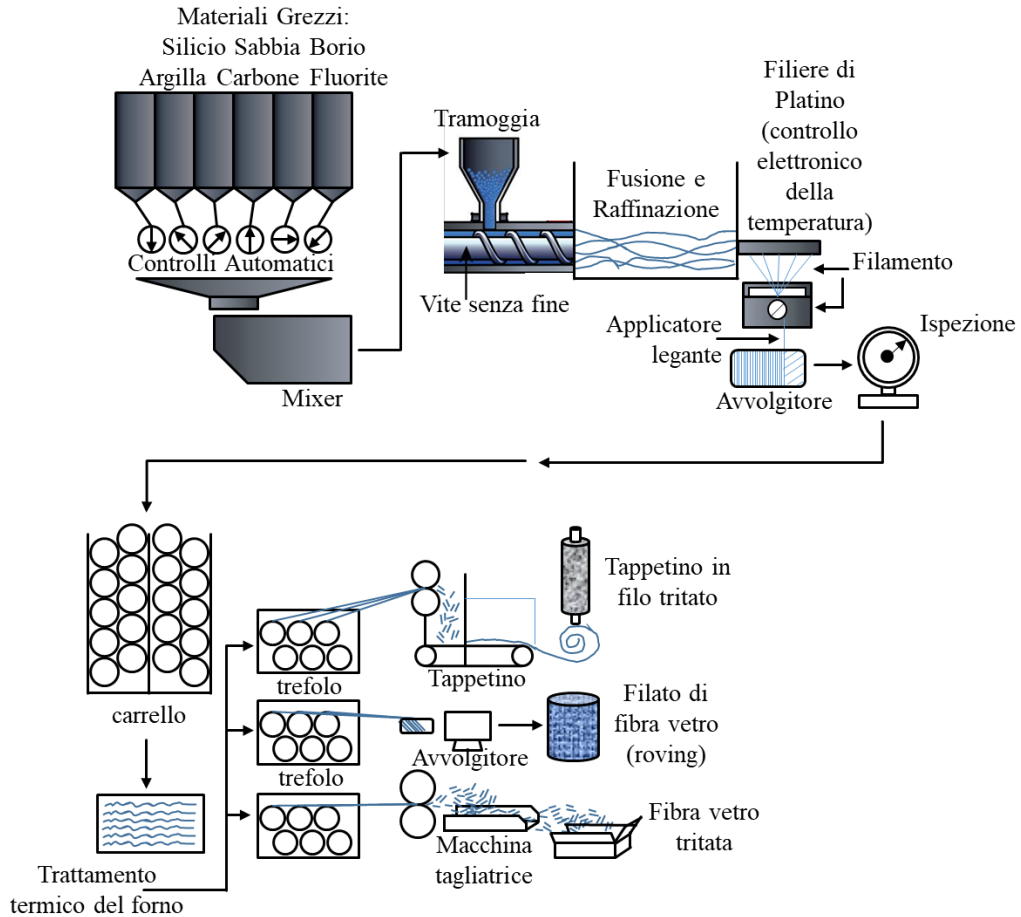 Materiali Grezzi:
Silicio Sabbia Borio
Argilla Carbone Fluorite
Controlli Automatici
Mixer
Tramoggia
Vite senza fine
Fusione e
Raffinazione
Filiere di
Platino
(controllo
elettronico
della
temperatura)
Filamento
Applicatore
legante
Avvolgitore
Ispezione
carrello
Trattamento
termico del forno
trefolo
Tappetino
Tappetino in
filo tritato
trefolo
Avvolgitore
Filato di
fibra vetro
(roving)
Macchina
tagliatrice
Fibra vetro
tritata